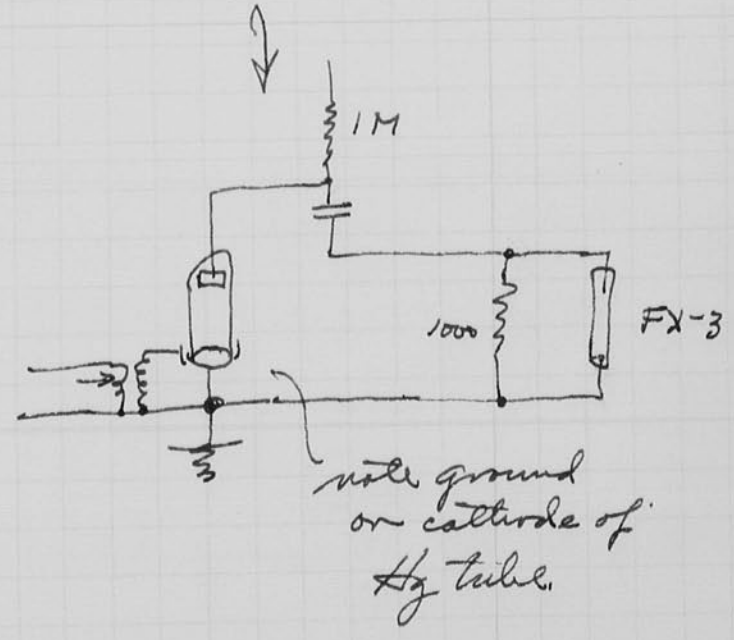 1M
1000
FX-3
note ground
on cathode of
Hg tube.